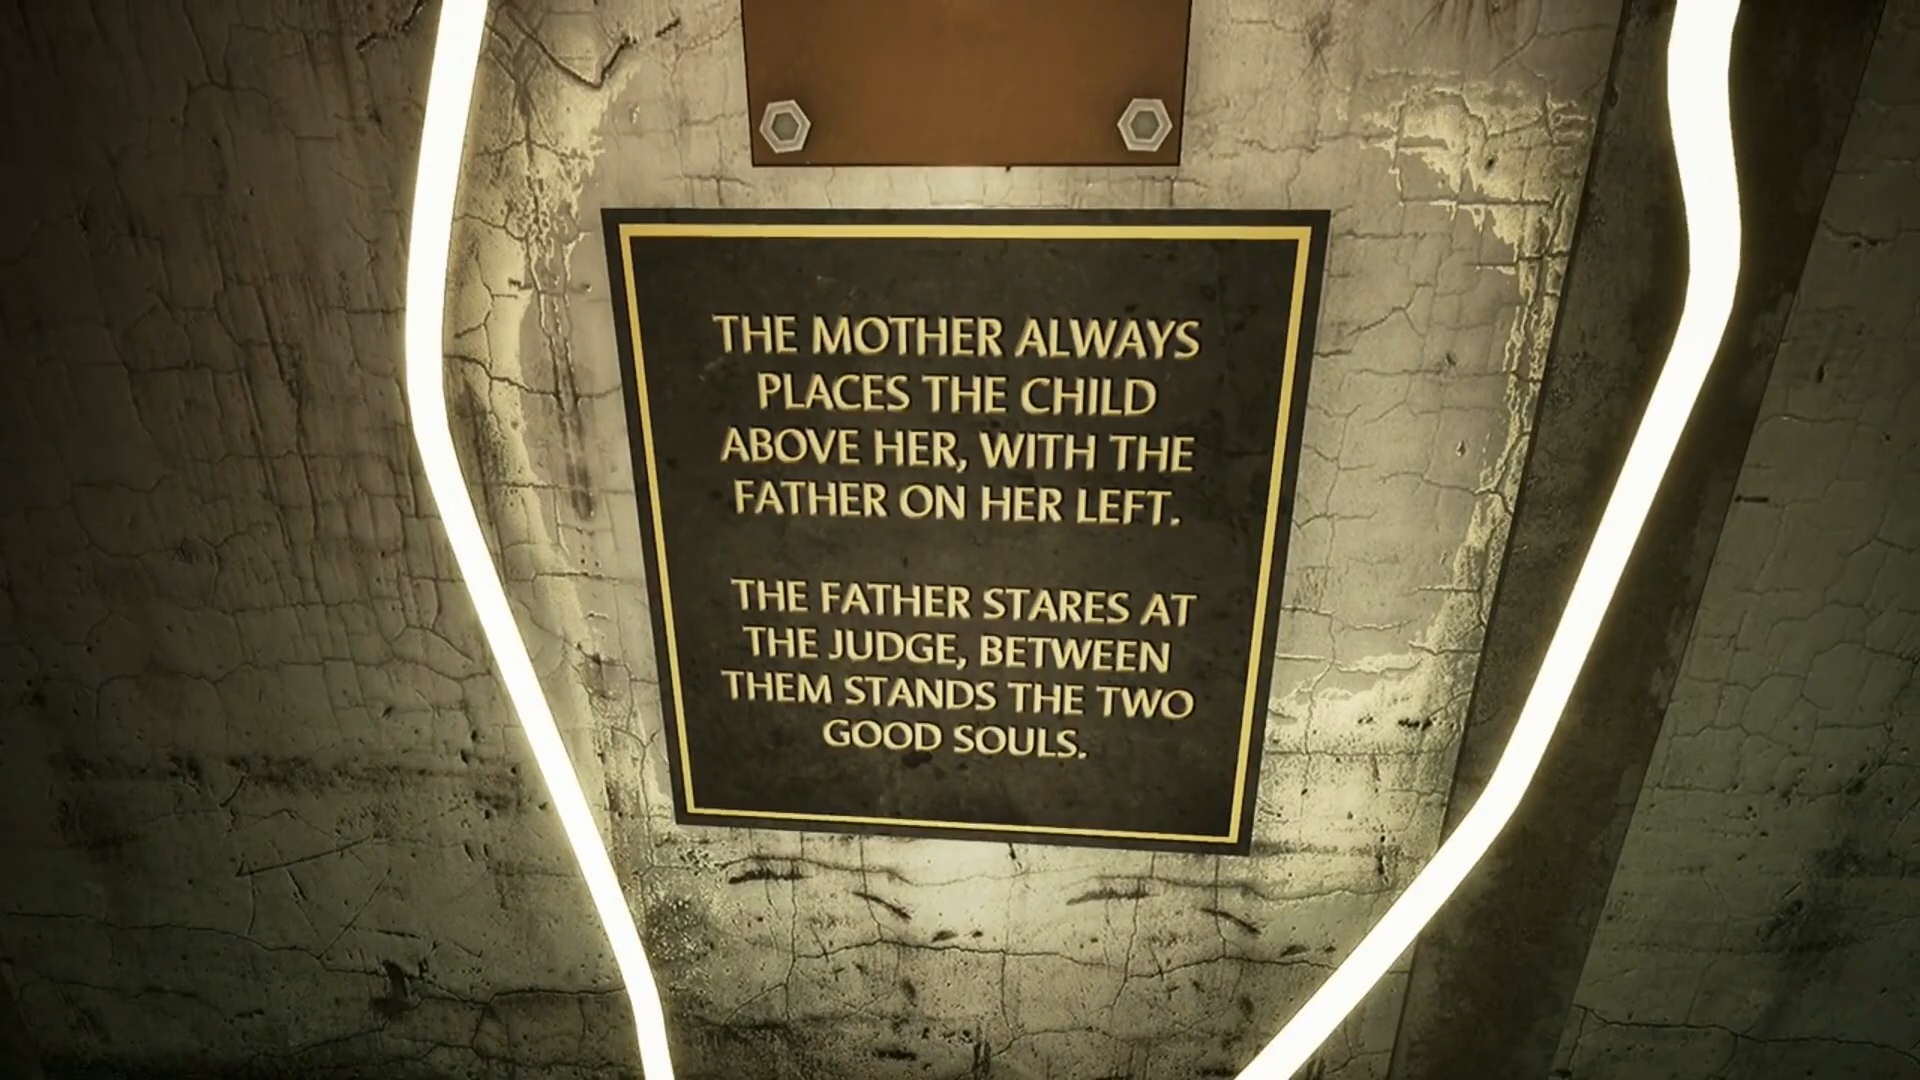 THE MOTHER ALWAYS
PLACES THE CHILD
ABOVE HER, WITH THE
FATHER ON HER LEFT.
THE FATHER STARES AT
THE JUDGE, BETWEEN
THEM STANDS THE TWO
GOOD SOULS.